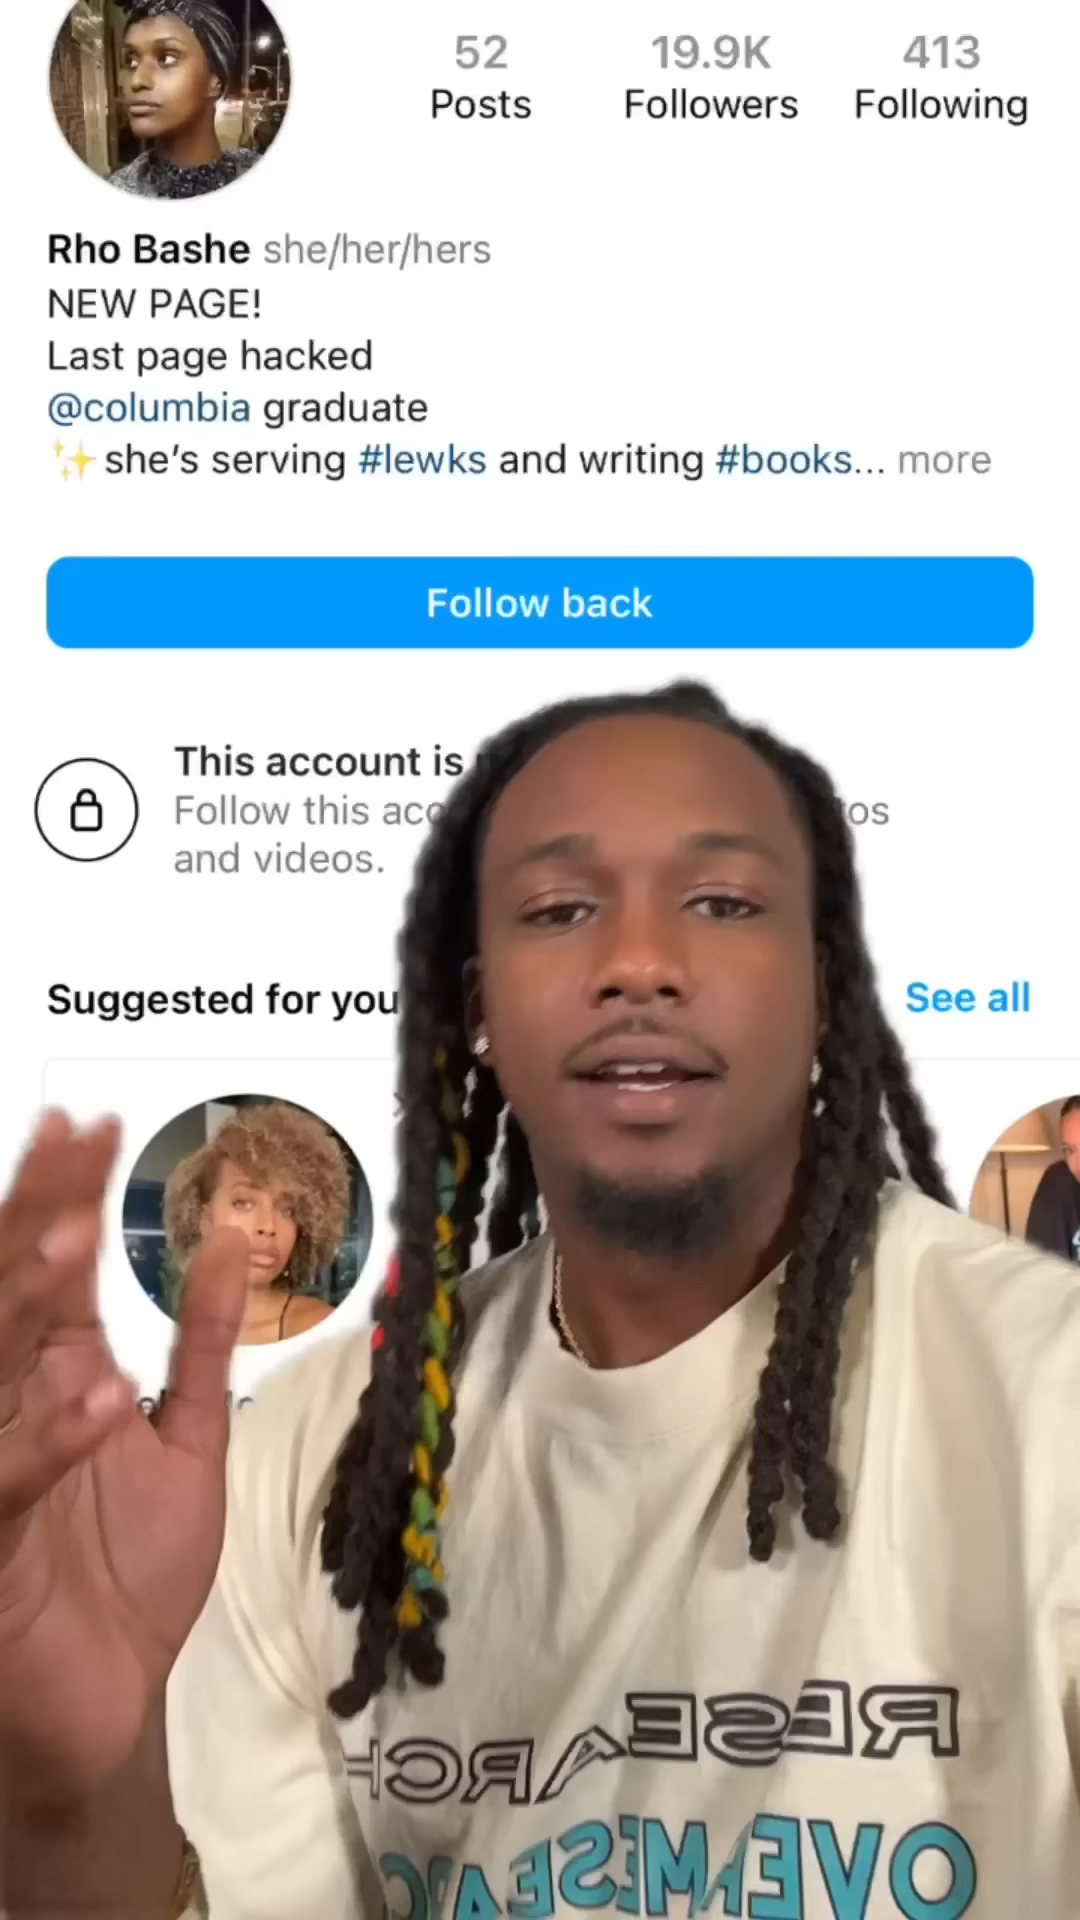 52 19.9K 413
Posts Followers Following
Rho Bashe she/her/hers
NEW PAGE!
Last page hacked
@columbia graduate
✨she's serving #lewks and writing #books... more
Follow back
This account is
Follow this
and videos.
Suggested for you See all
RESEARCH
OVER